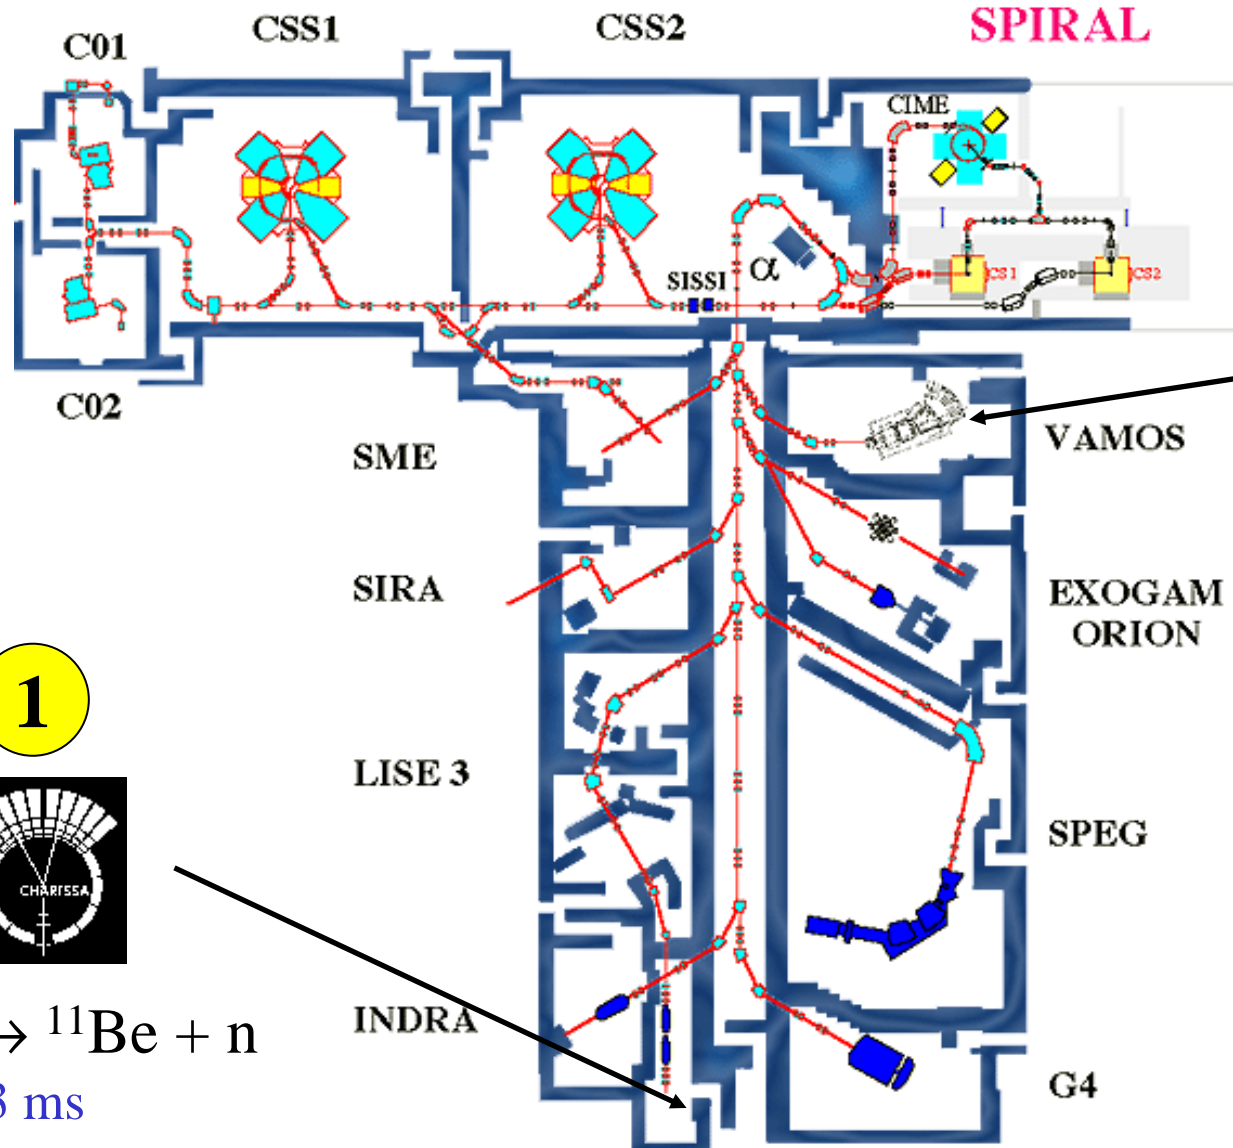 C01
CSS1
CSS2
SPIRAL
CIME
SISSI
α
CS1
CS2
C02
SME
VAMOS
SIRA
EXOGAM
ORION
1
LISE 3
CHARISSA
SPEG
INDRA
→ ¹¹Be + n
3 ms
G4